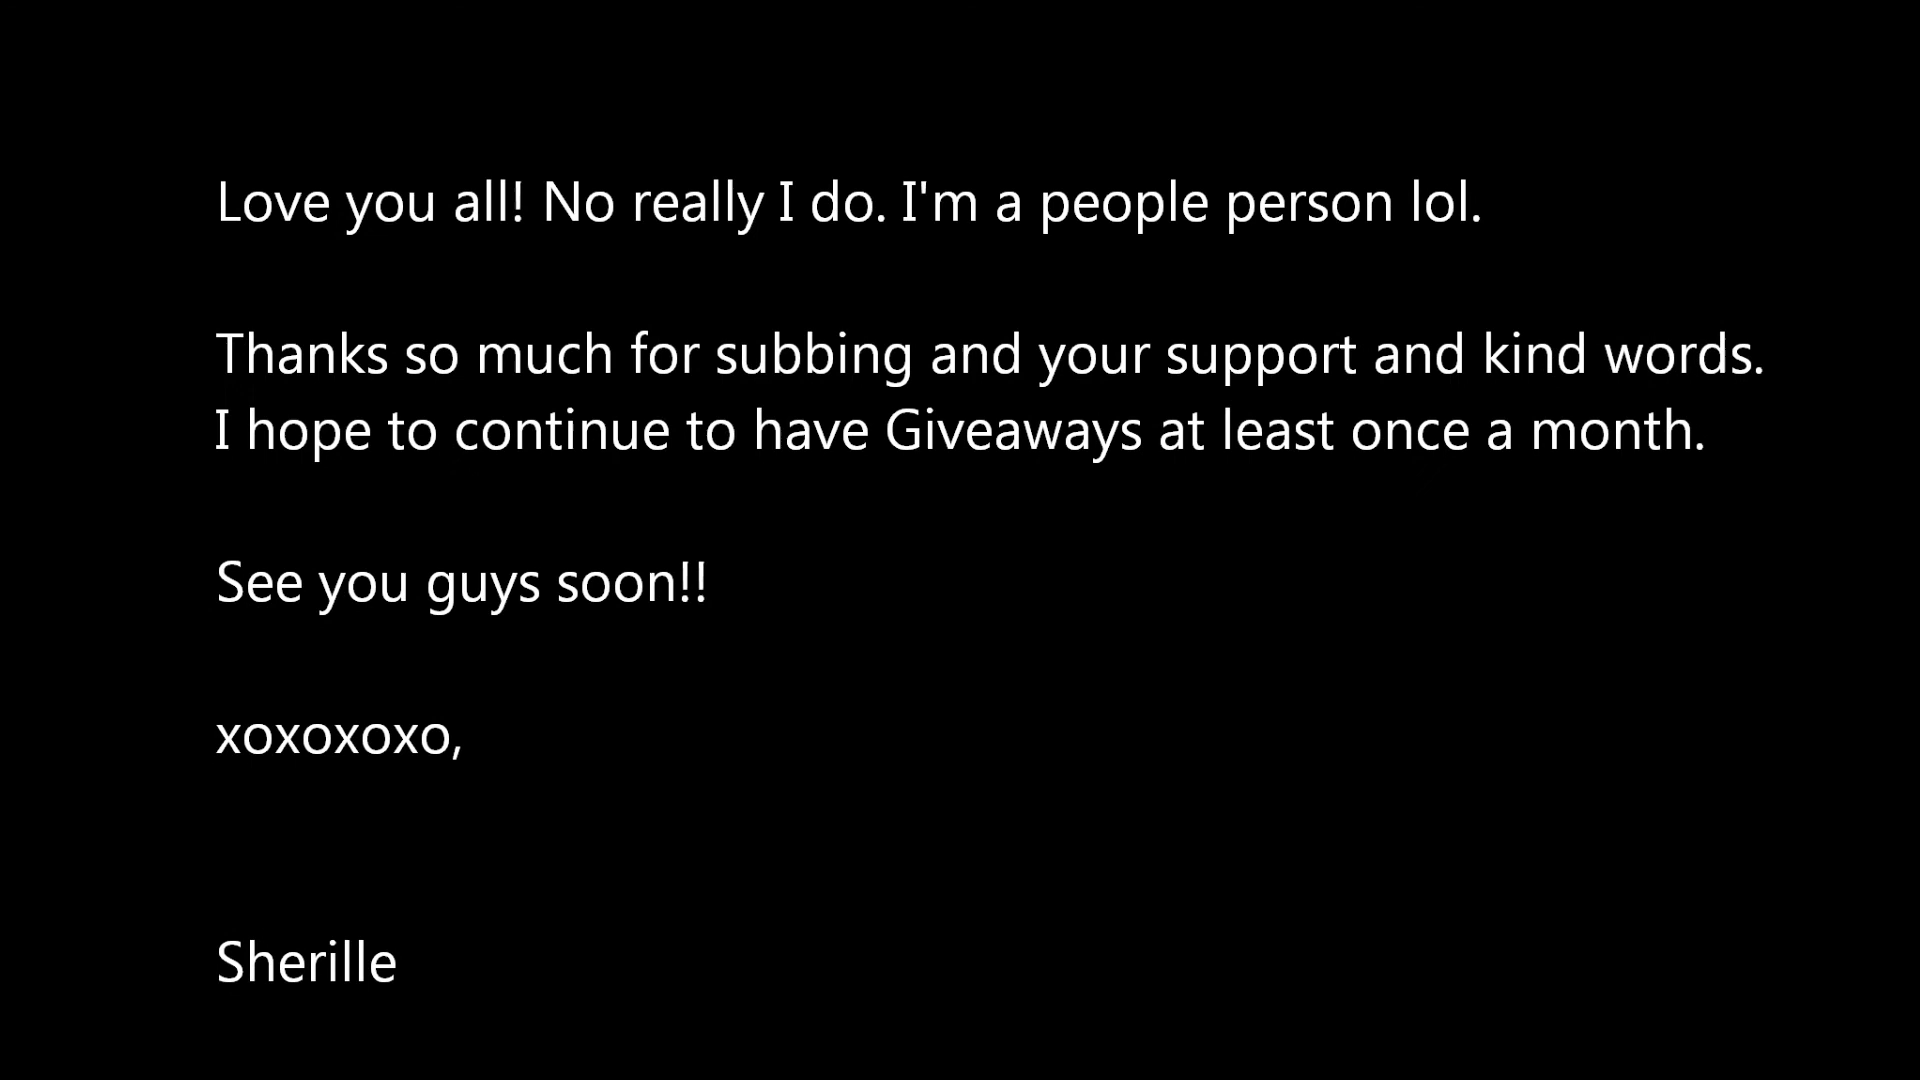 Love you all! No really I do. I'm a people person lol.
Thanks so much for subbing and your support and kind words.
I hope to continue to have Giveaways at least once a month.
See you guys soon!!
xoxoxoxo,
Sherille